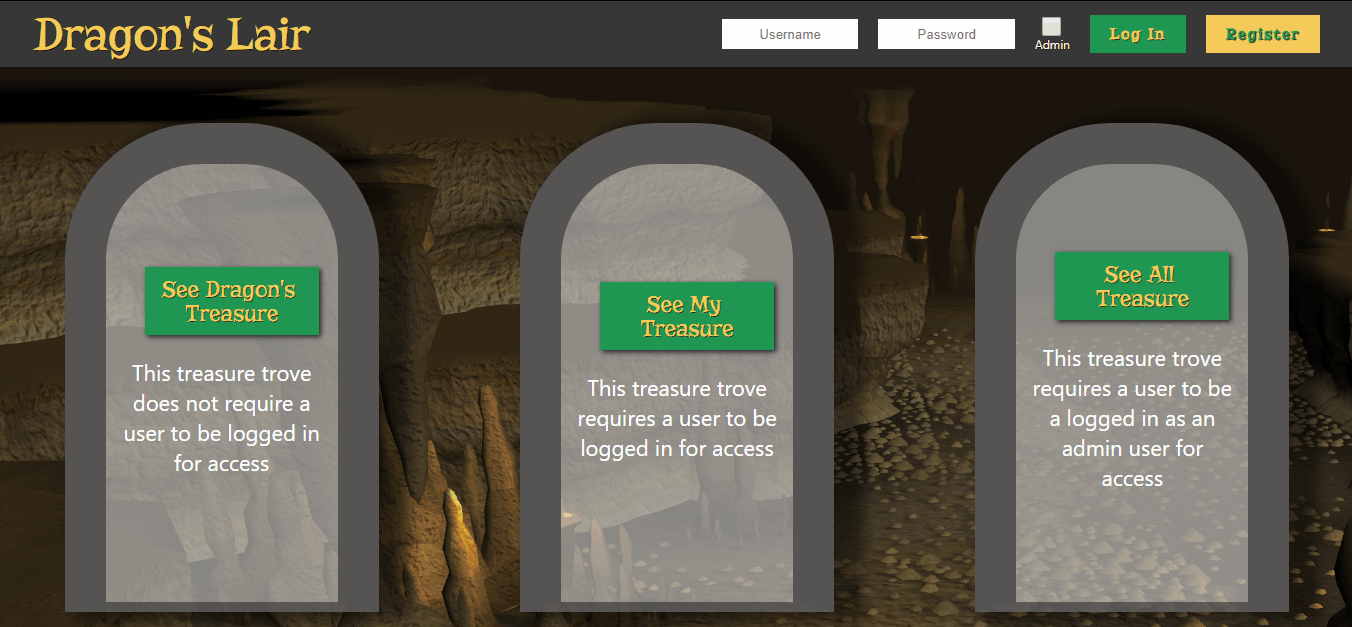 Dragon's Lair
Username
Password
Admin
Log In
Register
See Dragon's
Treasure
This treasure trove
does not require a
user to be logged in
for access
See My
Treasure
This treasure trove
requires a user to be
logged in for access
See All
Treasure
This treasure trove
requires a user to be
a logged in as an
admin user for
access